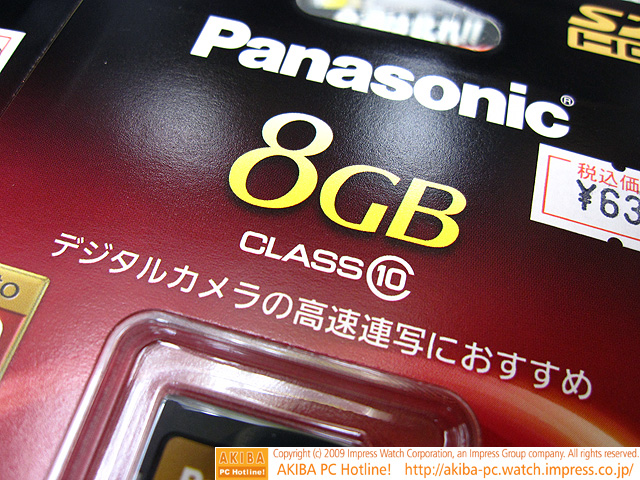 Panasonic®
8GB
税込価
¥63
CLASS 10
デジタルカメラの高速連写におすすめ
AKIBA
PC Hotline!
Copyright (c) 2009 Impress Watch Corporation, an Impress Group company. All rights reserved.
AKIBA PC Hotline! http://akiba-pc.watch.impress.co.jp/